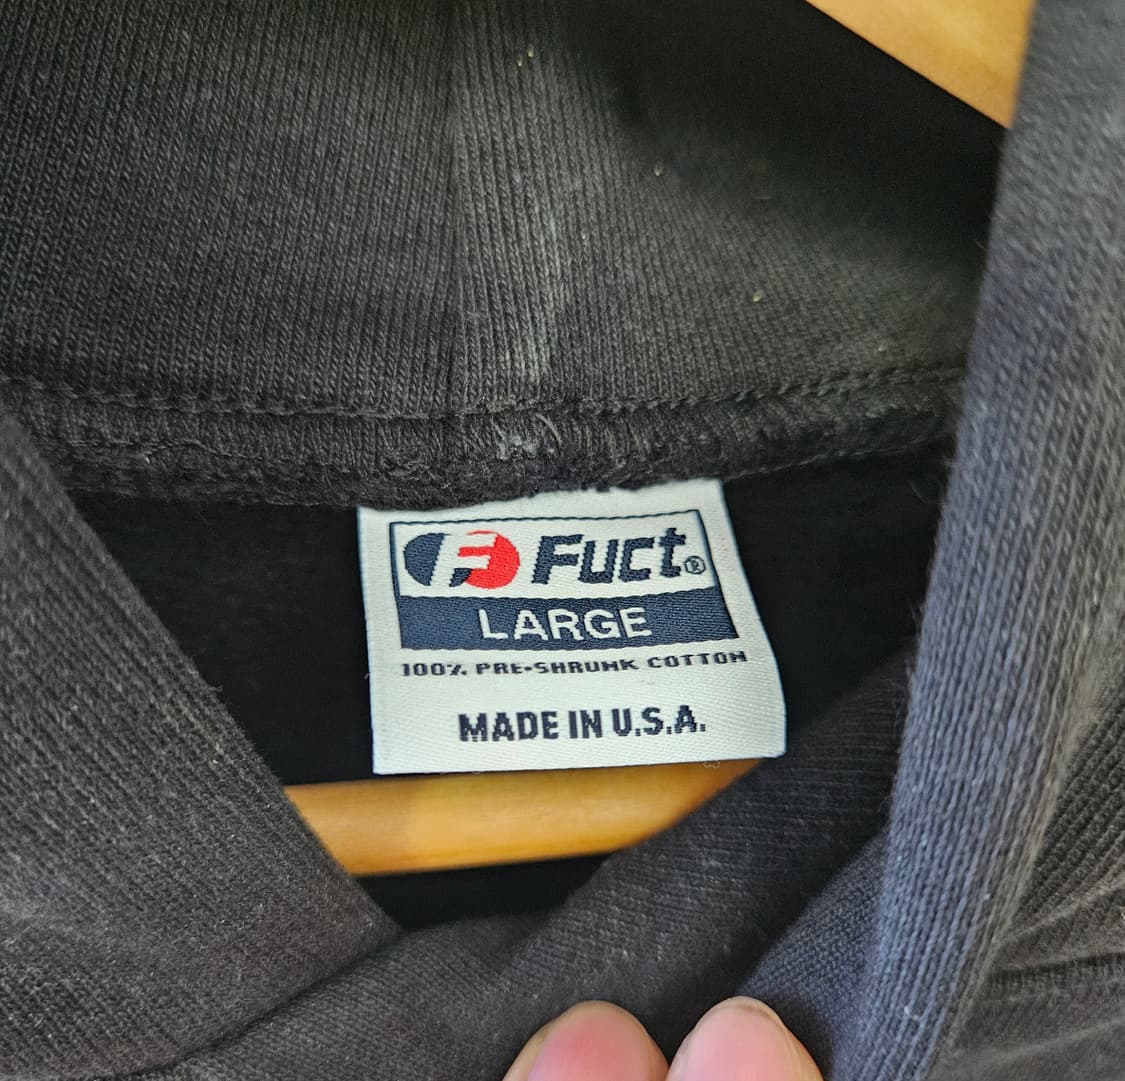 F Fuct®
LARGE
100% PRE-SHRUNK COTTON
MADE IN U.S.A.